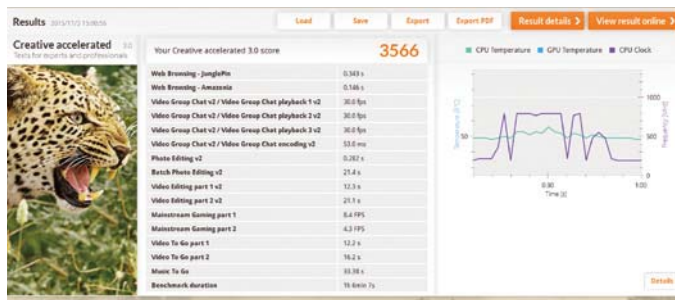 Results
Load Save Export Export PDF Result details View result online
Creative accelerated 3.0
Tests for experts and professionals
Your Creative accelerated 3.0 score 3566
Web Browsing - JunglePin 0.343 s
Web Browsing - Amazonia 0.146 s
Video Group Chat v2 / Video Group Chat playback 1 v2 30.0 fps
Video Group Chat v2 / Video Group Chat playback 2 v2 30.0 fps
Video Group Chat v2 / Video Group Chat playback 3 v2 30.0 fps
Video Group Chat v2 / Video Group Chat encoding v2 53.0 ms
Photo Editing v2 0.282 s
Batch Photo Editing v2 21.4 s
Video Editing part 1 v2 12.3 s
Video Editing part 2 v2 21.1 s
Mainstream Gaming part 1 8.4 FPS
Mainstream Gaming part 2 4.3 FPS
Video To Go part 1 12.2 s
Video To Go part 2 16.2 s
Music To Go 33.38 s
Benchmark duration
CPU Temperature GPU Temperature CPU Clock
Temperature [°C]
50
1000
500
0
Frequency [MHz]
0:30 1:00
Time [s]
Details